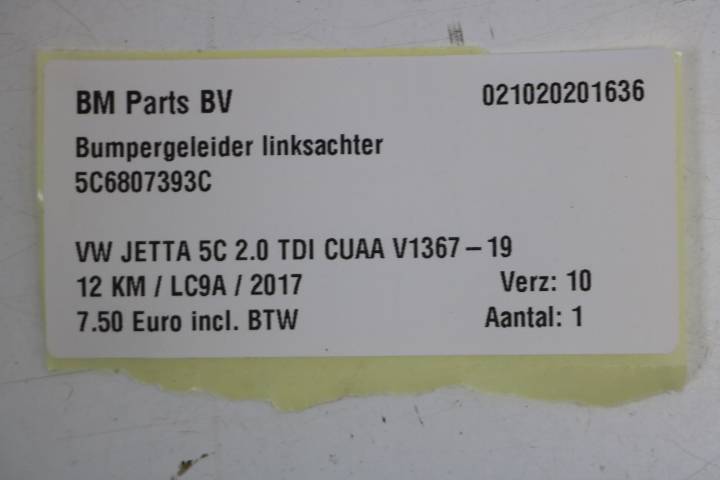 BM Parts BV 021020201636
Bumpergeleider linksachter
5C6807393C
VW JETTA 5C 2.0 TDI CUAA V1367-19
12 KM / LC9A / 2017 Verz: 10
7.50 Euro incl. BTW Aantal: 1